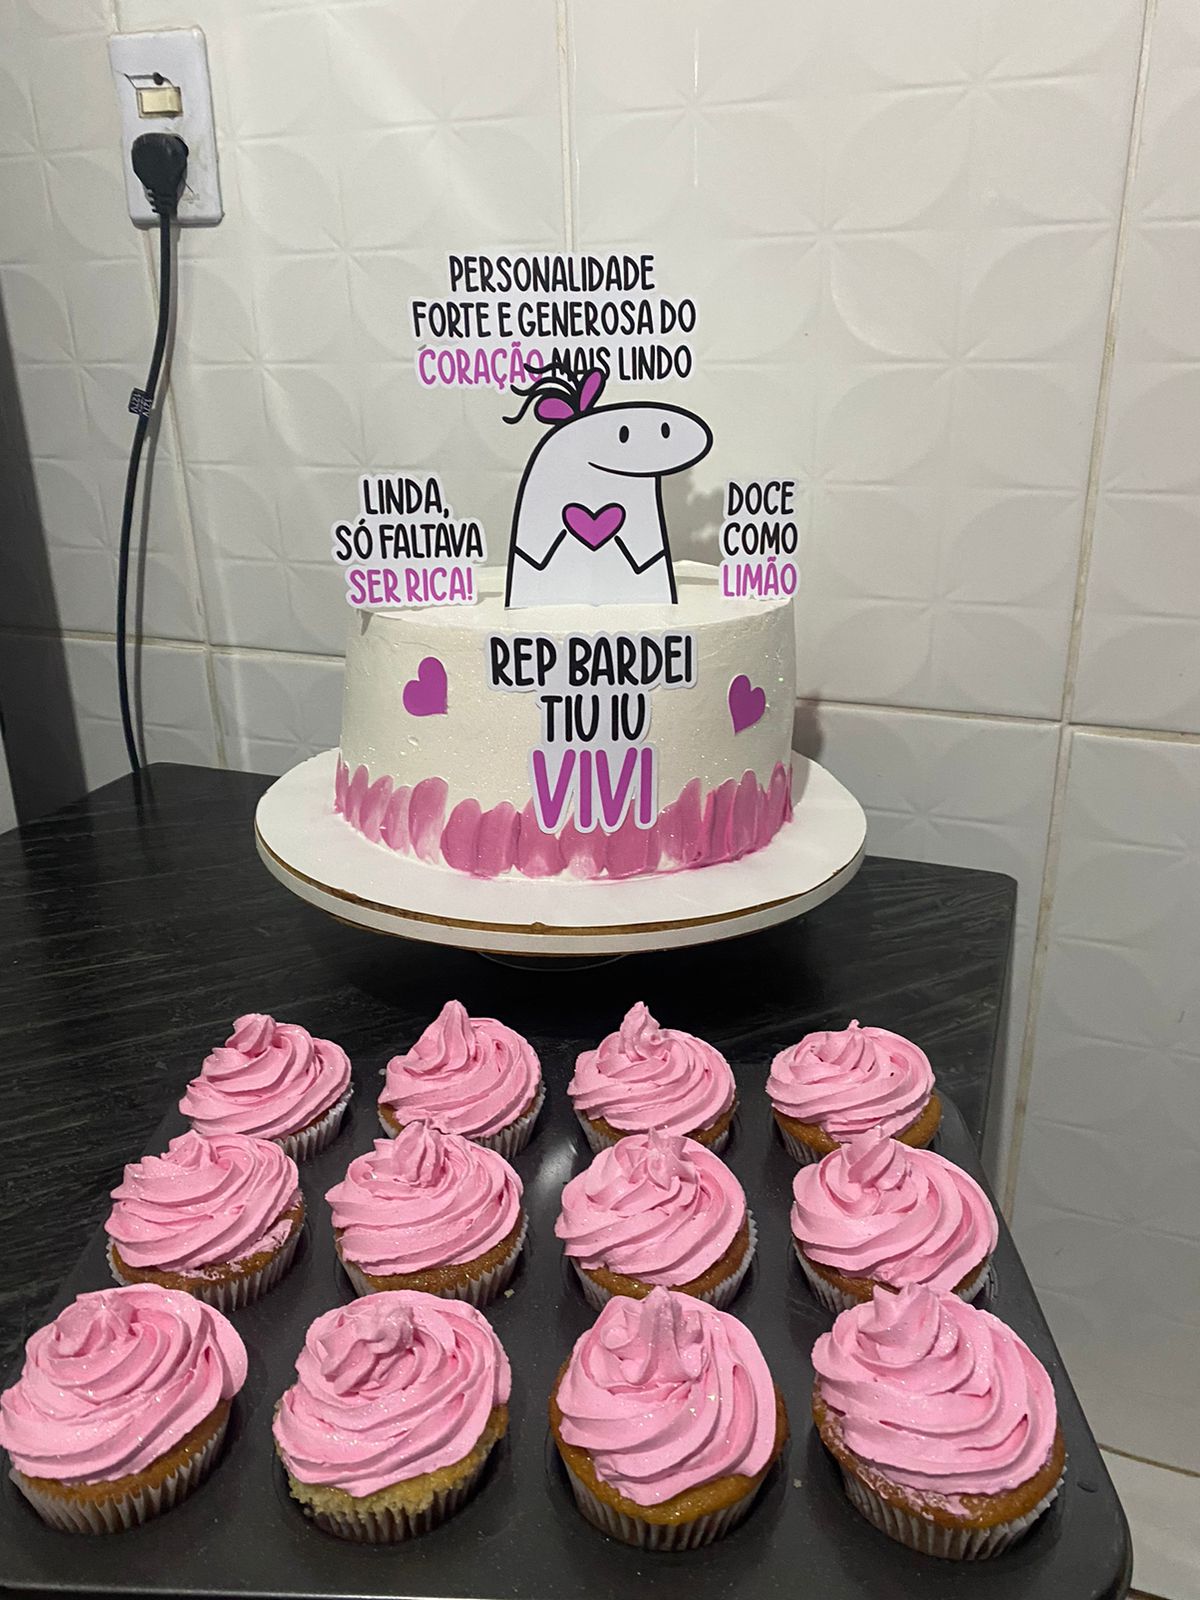 PERSONALIDADE
FORTE E GENEROSA DO
CORAÇÃO MAIS LINDO
LINDA,
SÓ FALTAVA
SER RICA!
DOCE
COMO
LIMÃO
REP BARDEI
TIU IU
VIVI